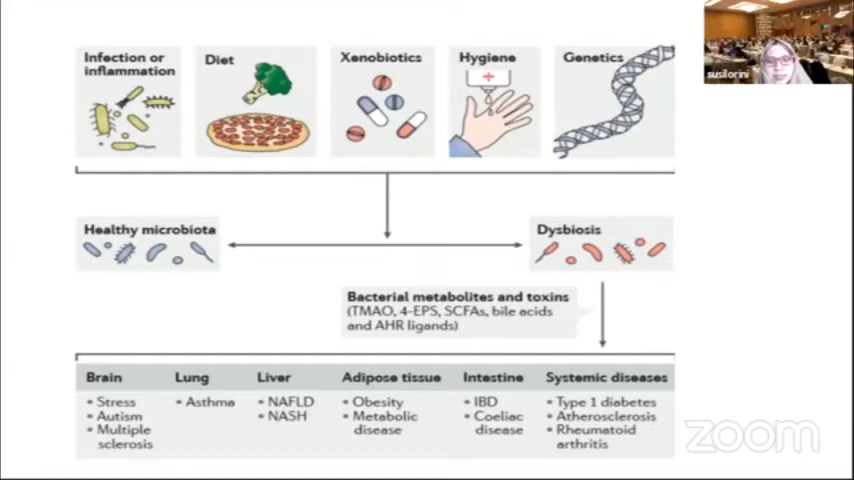 Infection or
inflammation
Diet
Xenobiotics
Hygiene
Genetics
susilorini
Healthy microbiota
Dysbiosis
Bacterial metabolites and toxins
(TMAO, 4-EPS, SCFAs, bile acids
and AHR ligands)
Brain
• Stress
• Autism
• Multiple
sclerosis
Lung
• Asthma
Liver
• NAFLD
• NASH
Adipose tissue
• Obesity
• Metabolic
disease
Intestine
• IBD
• Coeliac
disease
Systemic diseases
• Type 1 diabetes
• Atherosclerosis
• Rheumatoid
arthritis
zoom